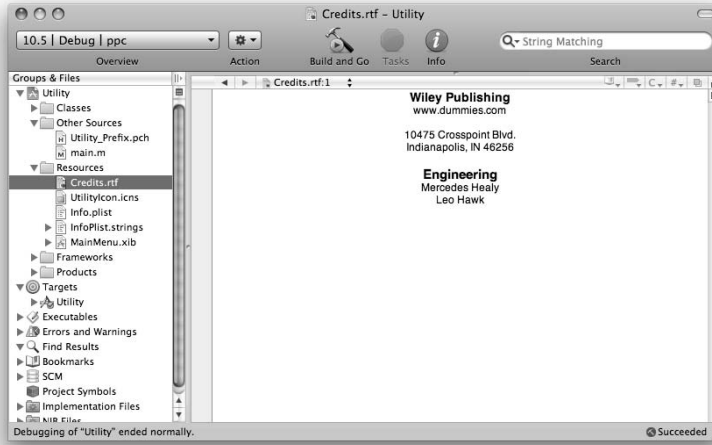 Credits.rtf – Utility
10.5 | Debug | ppc
String Matching
Overview
Action
Build and Go
Tasks
Info
Search
Groups & Files
Credits.rtf:1
C
#
Utility
Classes
Other Sources
Utility_Prefix.pch
main.m
Resources
Credits.rtf
UtilityIcon.icns
Info.plist
InfoPlist.strings
MainMenu.xib
Frameworks
Products
Targets
Utility
Executables
Errors and Warnings
Find Results
Bookmarks
SCM
Project Symbols
Implementation Files
NIB Files
Wiley Publishing
www.dummies.com
10475 Crosspoint Blvd.
Indianapolis, IN 46256
Engineering
Mercedes Healy
Leo Hawk
Debugging of "Utility" ended normally.
Succeeded